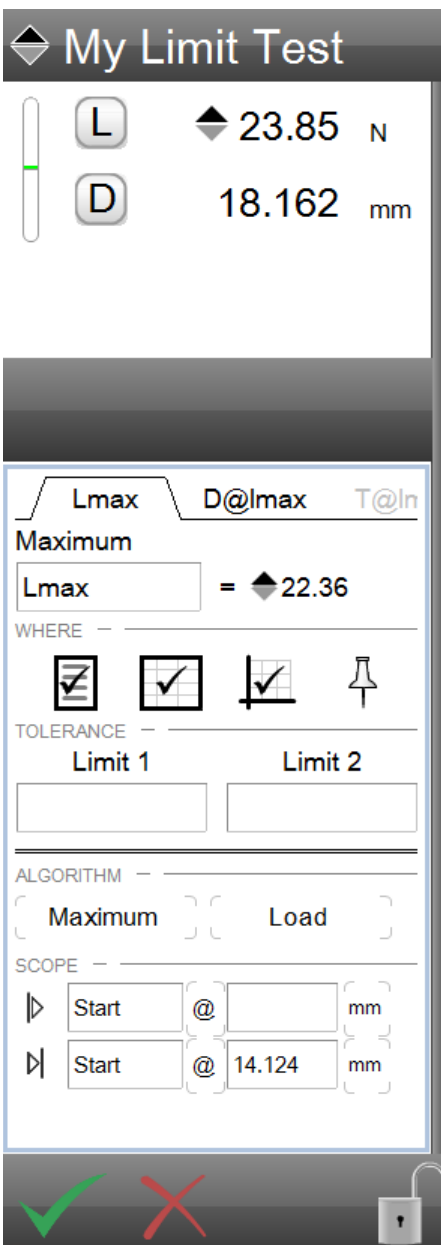 My Limit Test
L 23.85 N
D 18.162 mm
Lmax D@lmax T@lm
Maximum
Lmax = 22.36
WHERE
TOLERANCE
Limit 1 Limit 2
ALGORITHM
Maximum Load
SCOPE
Start @ mm
Start @ 14.124 mm